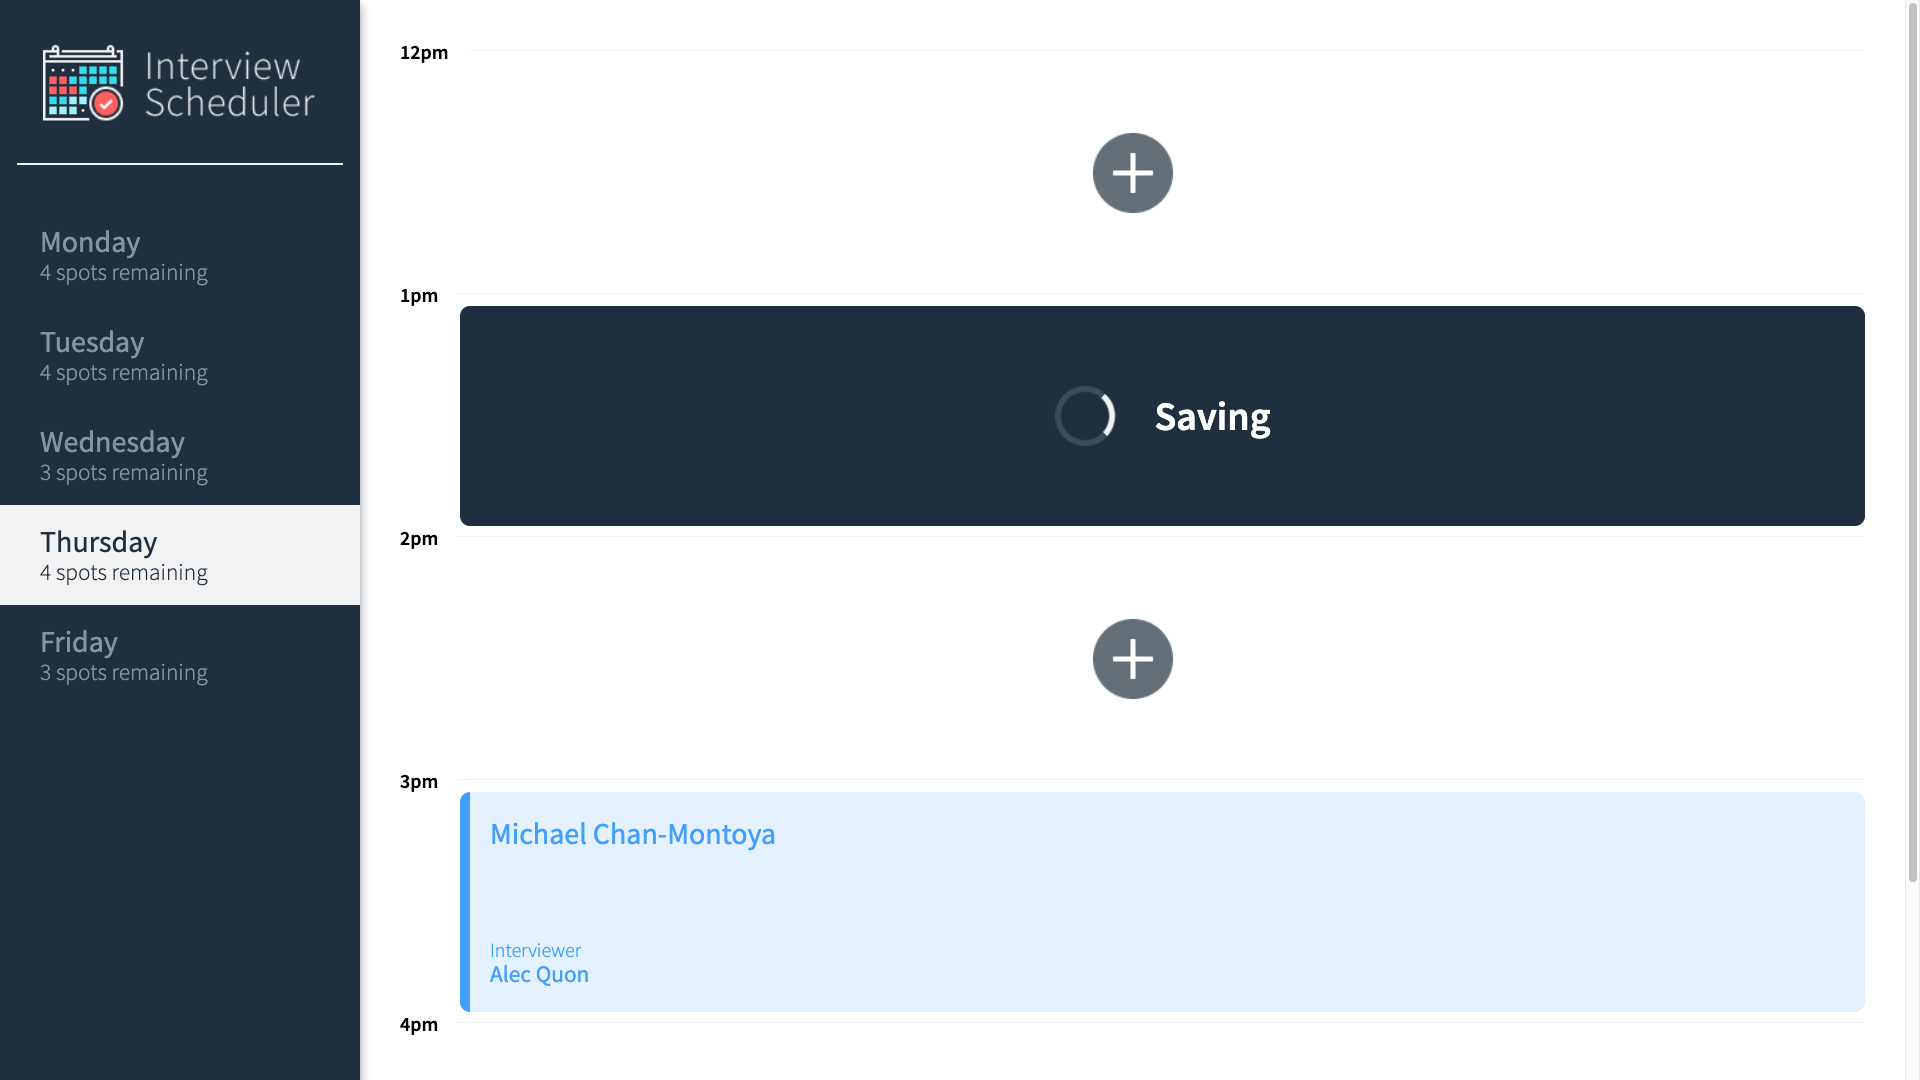 Interview
Scheduler
Monday
4 spots remaining
Tuesday
4 spots remaining
Wednesday
3 spots remaining
Thursday
4 spots remaining
Friday
3 spots remaining
12pm
1pm
Saving
2pm
3pm
Michael Chan-Montoya
Interviewer
Alec Quon
4pm